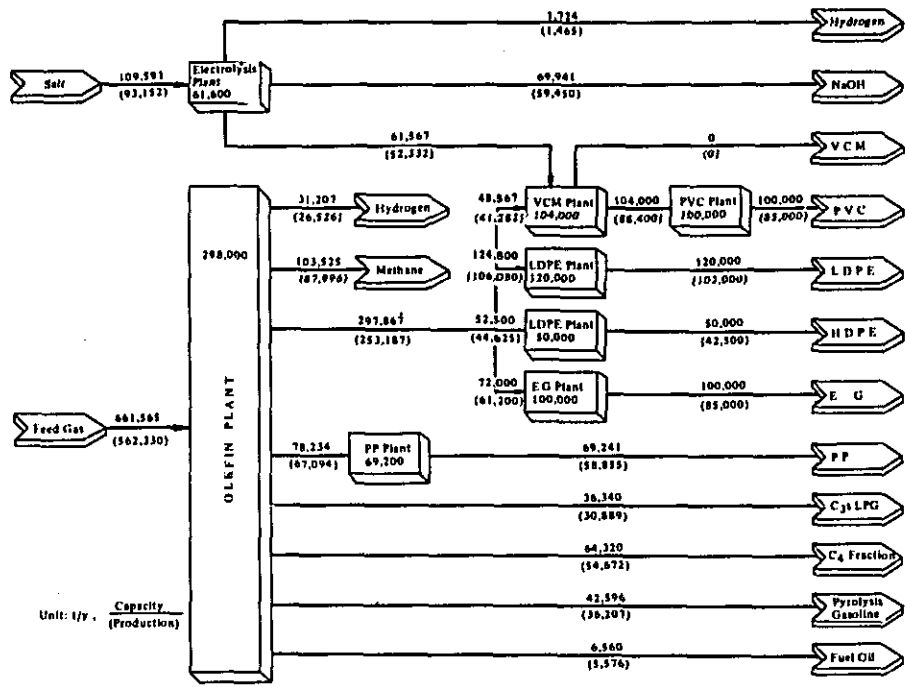 1,724
(1,465)
Hydrogen
Salt
109,591
(93,152)
Electrolysis
Plant
61,600
69,941
(59,450)
NaOH
61,567
(52,332)
0
(0)
VCM
31,207
(26,526)
Hydrogen
48,567
(41,282)
VCM Plant
104,000
104,000
(88,400)
PVC Plant
100,000
100,000
(85,000)
PVC
298,000
103,525
(87,996)
Methane
124,800
(106,080)
LDPE Plant
120,000
120,000
(102,000)
LDPE
297,867
(253,187)
52,500
(44,625)
LDPE Plant
50,000
50,000
(42,500)
HDPE
72,000
(61,200)
EG Plant
100,000
100,000
(85,000)
E G
Feed Gas
661,565
(562,330)
OLEFIN PLANT
78,234
(67,094)
PP Plant
69,200
69,241
(58,855)
PP
36,340
(30,889)
C3s LPG
64,320
(54,672)
C4 Fraction
Unit: t/y , Capacity
(Production)
42,596
(36,207)
Pyrolysis
Gasoline
6,560
(5,576)
Fuel Oil